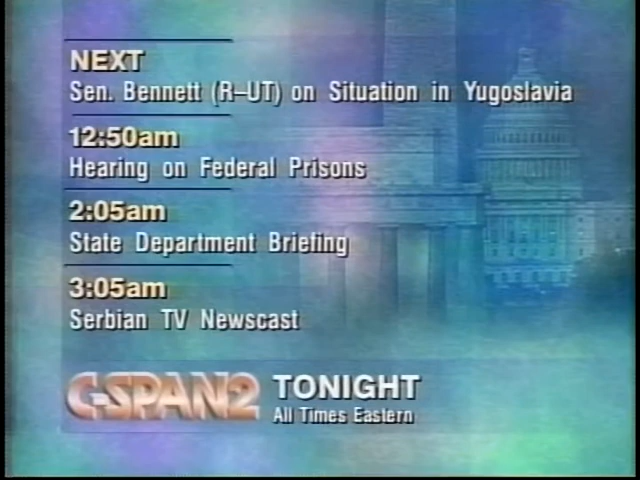 NEXT
Sen. Bennett (R–UT) on Situation in Yugoslavia
12:50am
Hearing on Federal Prisons
2:05am
State Department Briefing
3:05am
Serbian TV Newscast
C-SPAN2 TONIGHT
All Times Eastern